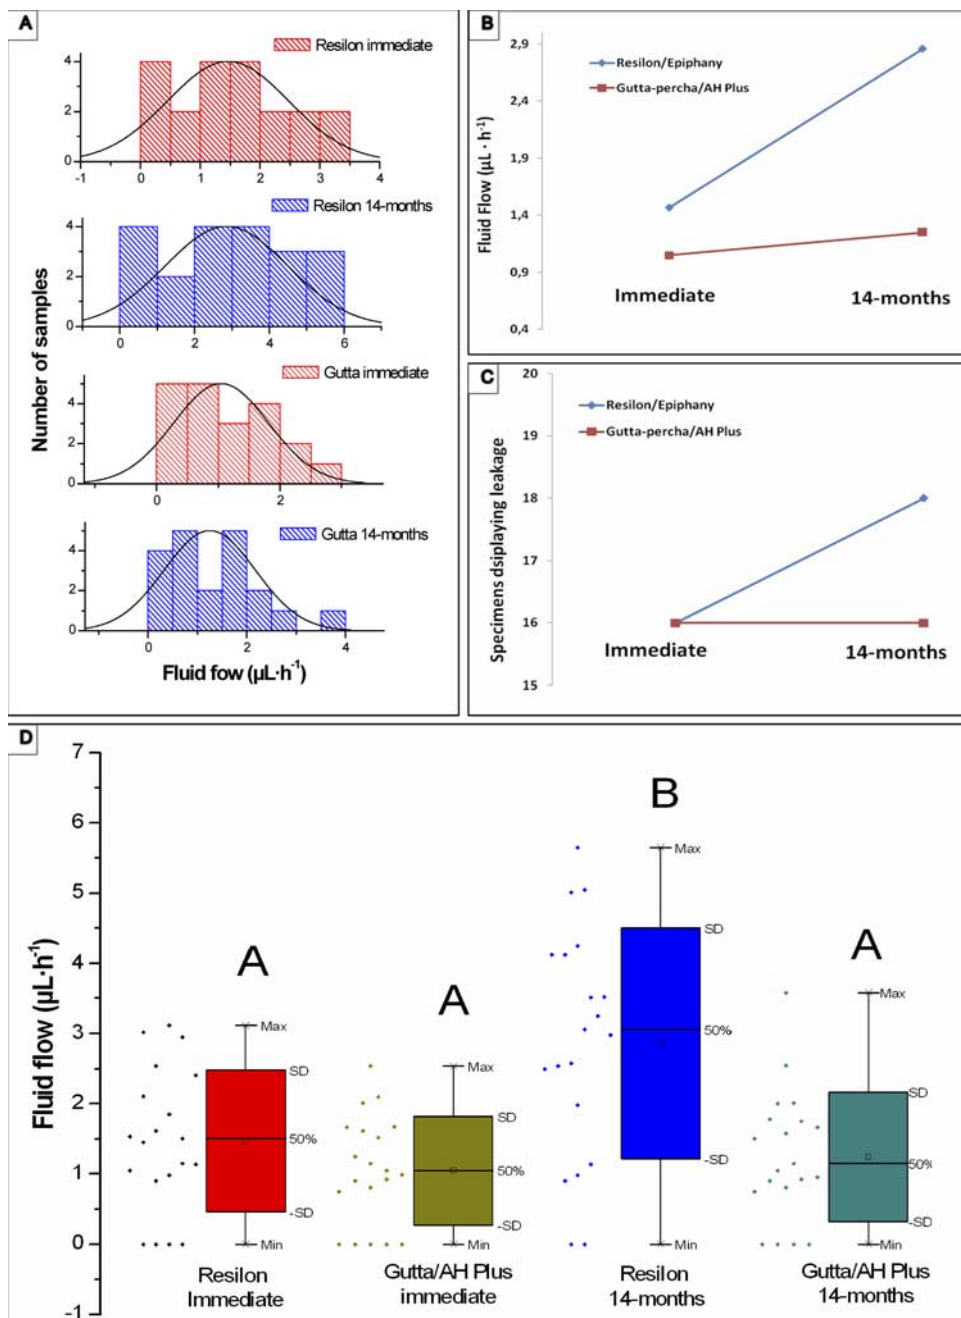 A
Resilon immediate
4
2
0
-1
0
1
2
3
4
Resilon 14-months
4
2
0
0
2
4
6
Gutta immediate
4
2
0
0
2
Gutta 14-months
4
2
0
0
2
4
Number of samples
Fluid fow (µL·h⁻¹)
B
2,9
2,4
1,9
1,4
0,9
0,4
Fluid Flow (µL · h⁻¹)
Resilon/Epiphany
Gutta-percha/AH Plus
Immediate
14-months
C
20
19
18
17
16
15
Specimens dsiplaying leakage
Resilon/Epiphany
Gutta-percha/AH Plus
Immediate
14-months
D
7
6
5
4
3
2
1
0
-1
Fluid flow (µL·h⁻¹)
A
Max
SD
50%
-SD
Min
Resilon
Immediate
A
Max
SD
50%
-SD
Min
Gutta/AH Plus
immediate
B
Max
SD
50%
-SD
Min
Resilon
14-months
A
Max
SD
50%
-SD
Min
Gutta/AH Plus
14-months